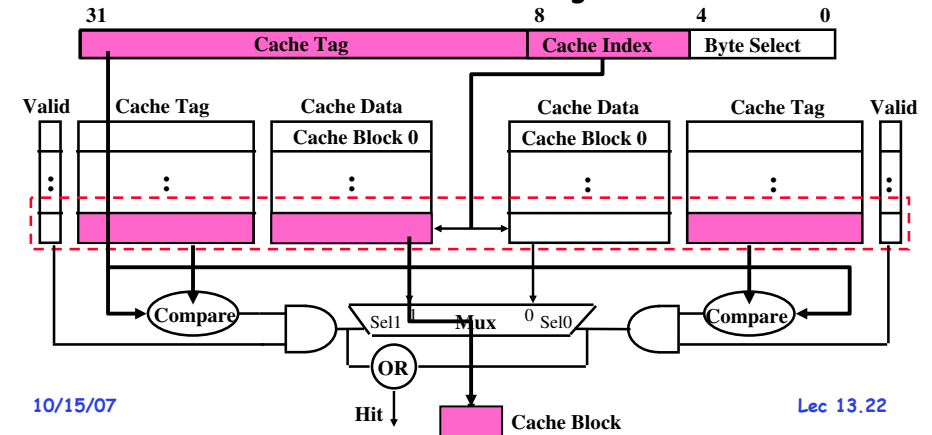 31 8 4 0
Cache Tag Cache Index Byte Select
Valid Cache Tag Cache Data Cache Data Cache Tag Valid
Cache Block 0 Cache Block 0
: : : : : :
Compare Sel1 1 Mux 0 Sel0 Compare
OR
10/15/07 Lec 13.22
Hit Cache Block